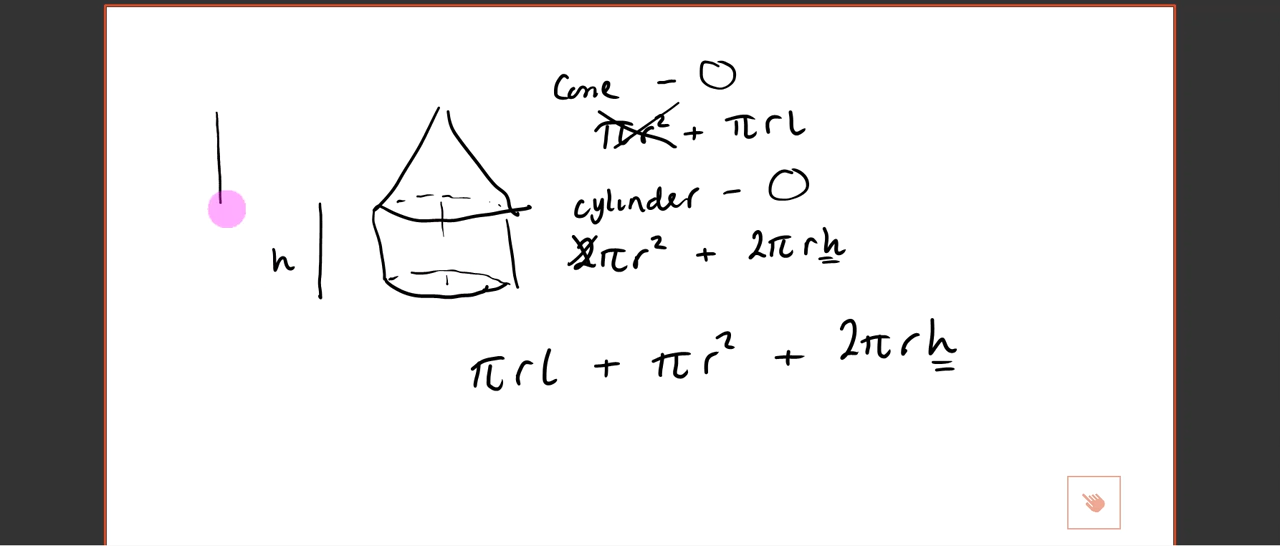 Cone - O
πr² + πrl
cylinder - O
2πr² + 2πrh
h
πrl + πr² + 2πrh